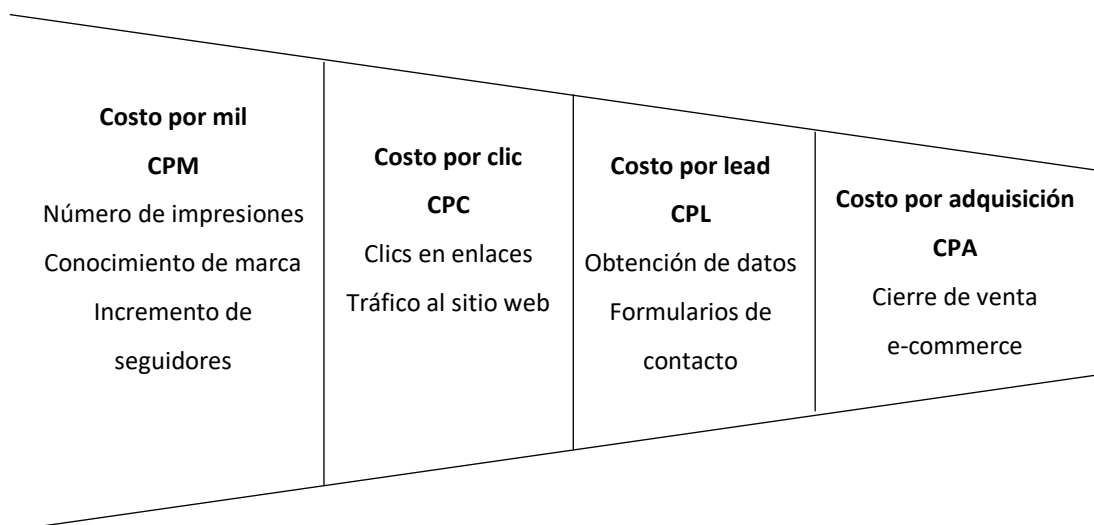 Costo por mil
CPM
Número de impresiones
Conocimiento de marca
Incremento de
seguidores
Costo por clic
CPC
Clics en enlaces
Tráfico al sitio web
Costo por lead
CPL
Obtención de datos
Formularios de
contacto
Costo por adquisición
CPA
Cierre de venta
e-commerce